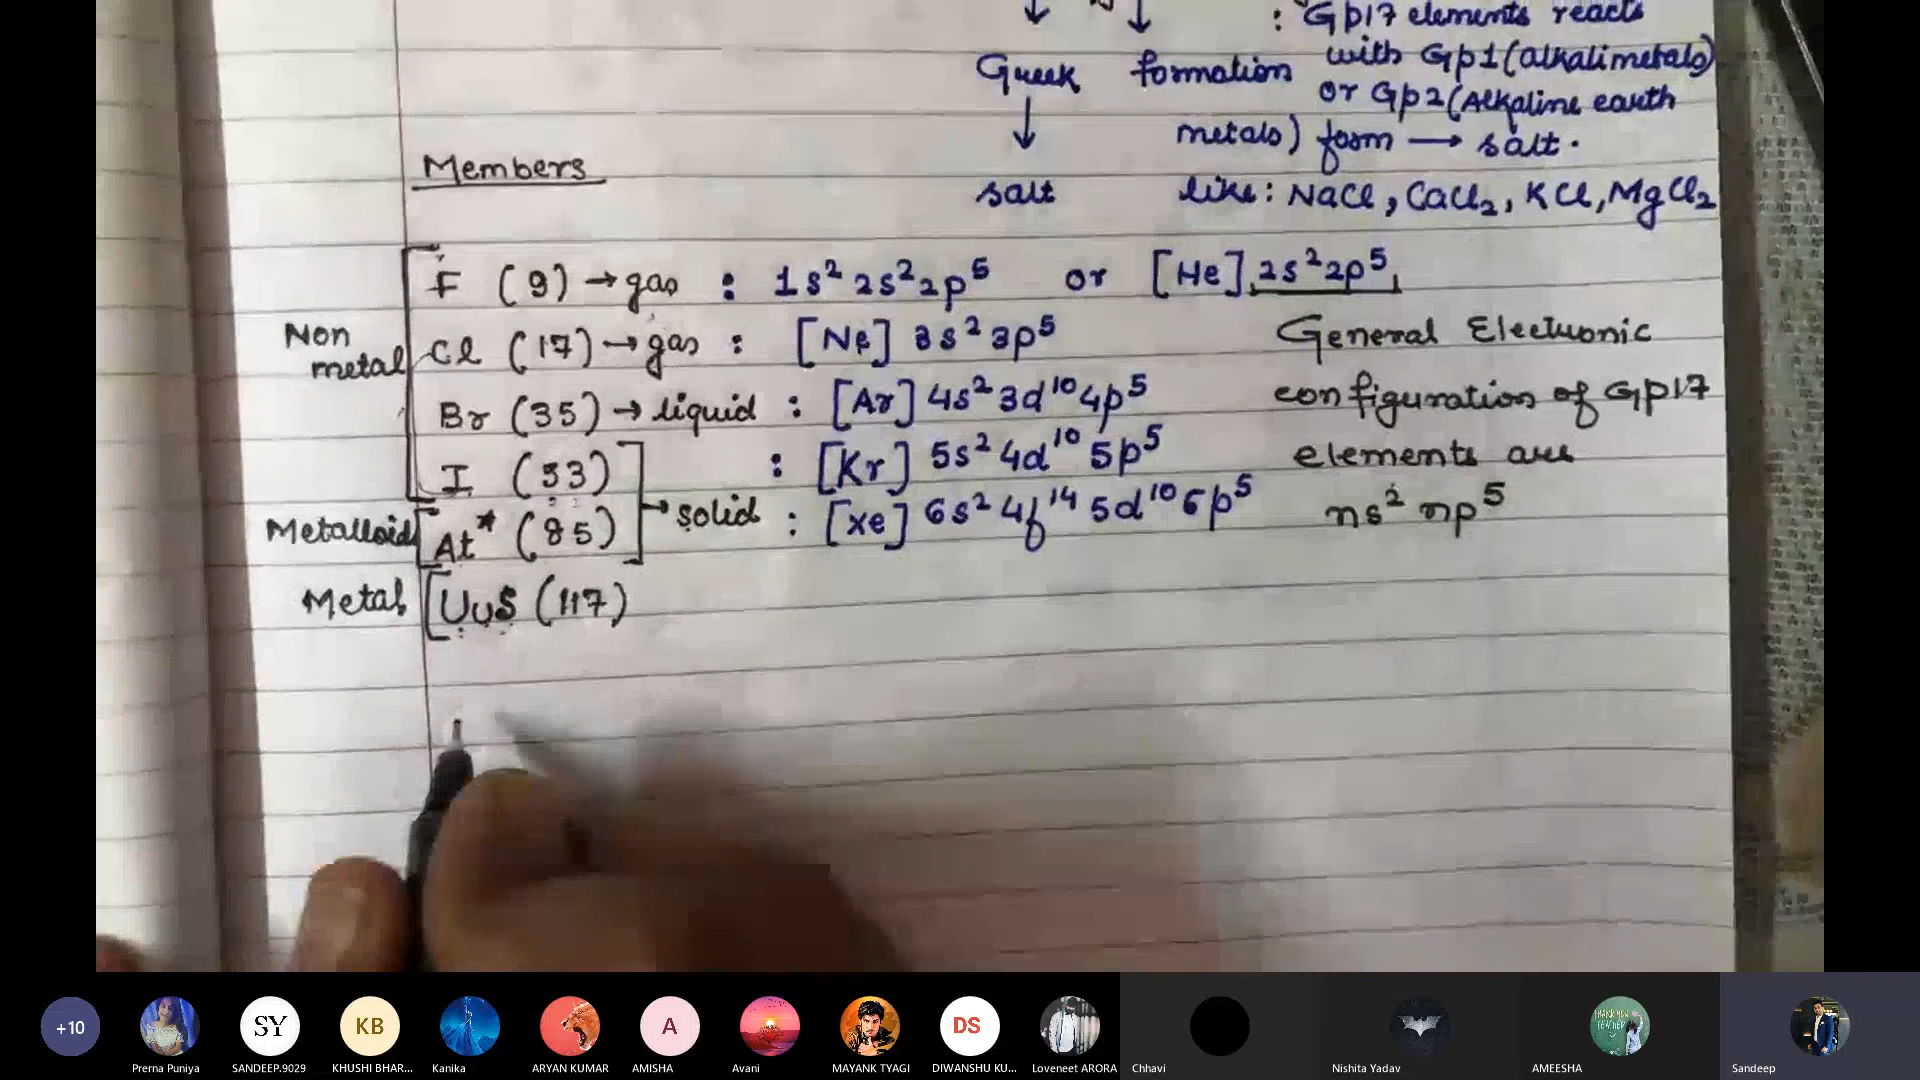 : Gp17 elements reacts
Greek formation with Gp1(alkali metals)
or Gp2(Alkaline earth
metals) form → salt.
salt like: NaCl, CaCl₂, KCl, MgCl₂
Members
F (9) → gas : 1s² 2s² 2p⁵ or [He] 2s² 2p⁵
Non metal
Cl (17) → gas : [Ne] 3s² 3p⁵
General Electronic
Br (35) → liquid : [Ar] 4s² 3d¹⁰ 4p⁵
configuration of Gp17
I (53) : [Kr] 5s² 4d¹⁰ 5p⁵
elements are
Metalloid At* (85) → solid : [Xe] 6s² 4f¹⁴ 5d¹⁰ 6p⁵
ns² np⁵
Metal UuS (117)
+10
SY
KB
A
DS
THANK YOU TEACHER
Prerna Puniya
SANDEEP.9029
KHUSHI BHAR...
Kanika
ARYAN KUMAR
AMISHA
Avani
MAYANK TYAGI
DIWANSHU KU...
Loveneet ARORA
Chhavi
Nishita Yadav
AMEESHA
Sandeep